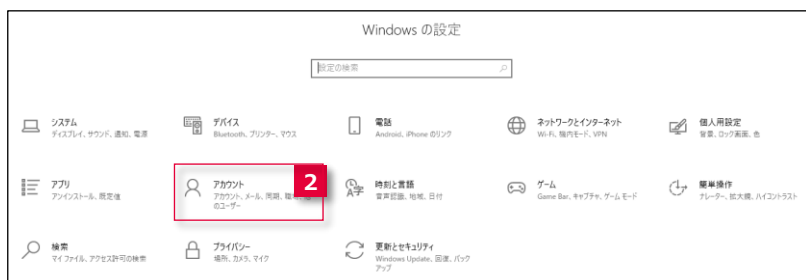 Windows の設定
設定の検索
システム
ディスプレイ、サウンド、通知、電源
デバイス
Bluetooth、プリンター、マウス
電話
Android、iPhone のリンク
ネットワークとインターネット
Wi-Fi、機内モード、VPN
個人用設定
背景、ロック画面、色
アプリ
アンインストール、既定値
アカウント
アカウント、メール、同期、職場、
のユーザー
2
時刻と言語
音声認識、地域、日付
ゲーム
Game Bar、キャプチャ、ゲーム モード
簡単操作
ナレーター、拡大鏡、ハイコントラスト
検索
マイ ファイル、アクセス許可の検索
プライバシー
場所、カメラ、マイク
更新とセキュリティ
Windows Update、回復、バック
アップ